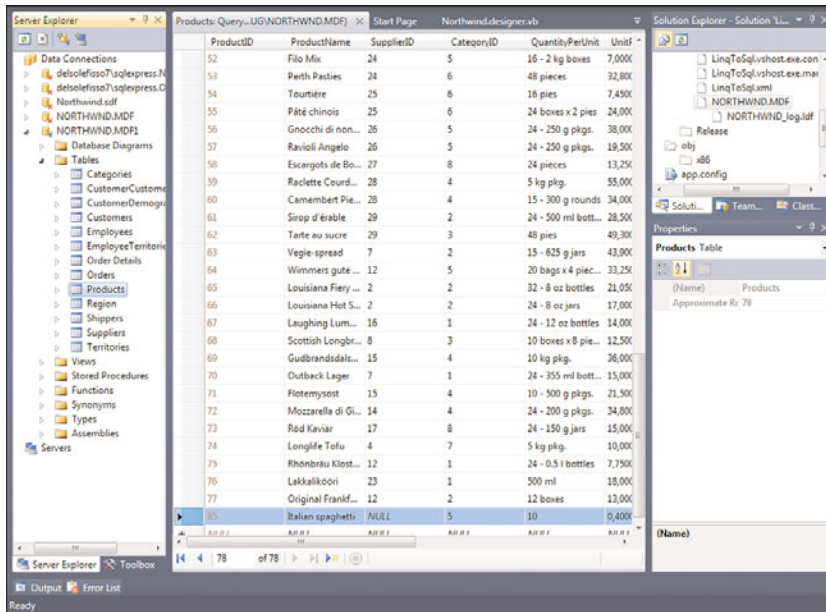 Server Explorer
Data Connections
delsolefisso7\sqlexpress.N
delsolefisso7\sqlexpress.O
Northwind.sdf
NORTHWND.MDF
NORTHWND.MDF1
Database Diagrams
Tables
Categories
CustomerCustome
CustomerDemogr
Customers
Employees
EmployeeTerritorie
Order Details
Orders
Products
Region
Shippers
Suppliers
Territories
Views
Stored Procedures
Functions
Synonyms
Types
Assemblies
Servers
Server Explorer Toolbox
Output Error List
Ready
Products: Query...UG\NORTHWND.MDF) Start Page Northwind.designer.vb
ProductID ProductName SupplierID CategoryID QuantityPerUnit UnitF
52 Filo Mix 24 5 16 - 2 kg boxes 7,0000
53 Perth Pasties 24 6 48 pieces 32,800
54 Tourtière 25 6 16 pies 7,4500
55 Pâté chinois 25 6 24 boxes x 2 pies 24,000
56 Gnocchi di non... 26 5 24 - 250 g pkgs. 38,000
57 Ravioli Angelo 26 5 24 - 250 g pkgs. 19,500
58 Escargots de Bo... 27 8 24 pieces 13,250
59 Raclette Courd... 28 4 5 kg pkg. 55,000
60 Camembert Pie... 28 4 15 - 300 g rounds 34,000
61 Sirop d'érable 29 2 24 - 500 ml bott... 28,500
62 Tarte au sucre 29 3 48 pies 49,300
63 Vegie-spread 7 2 15 - 625 g jars 43,900
64 Wimmers gute ... 12 5 20 bags x 4 piec... 33,250
65 Louisiana Fiery ... 2 2 32 - 8 oz bottles 21,050
66 Louisiana Hot S... 2 2 24 - 8 oz jars 17,000
67 Laughing Lum... 16 1 24 - 12 oz bottles 14,000
68 Scottish Longbr... 8 3 10 boxes x 8 pie... 12,500
69 Gudbrandsdals... 15 4 10 kg pkg. 36,000
70 Outback Lager 7 1 24 - 355 ml bott... 15,000
71 Flotemysost 15 4 10 - 500 g pkgs. 21,500
72 Mozzarella di Gi... 14 4 24 - 200 g pkgs. 34,800
73 Röd Kaviar 17 8 24 - 150 g jars 15,000
74 Longlife Tofu 4 7 5 kg pkg. 10,000
75 Rhönbräu Klost... 12 1 24 - 0.5 l bottles 7,7500
76 Lakkalikööri 23 1 500 ml 18,000
77 Original Frankf... 12 2 12 boxes 13,000
85 Italian spaghetti NULL 5 10 0,4000
NULL NULL NULL NULL NULL NULL
78 of 78
Solution Explorer - Solution 'Li...
LinqToSql.vshost.exe.con
LinqToSql.vshost.exe.ma
LinqToSql.xml
NORTHWND.MDF
NORTHWND_log.ldf
Release
obj
x86
app.config
Soluti... Team... Class...
Properties
Products Table
(Name) Products
Approximate Rc 78
(Name)